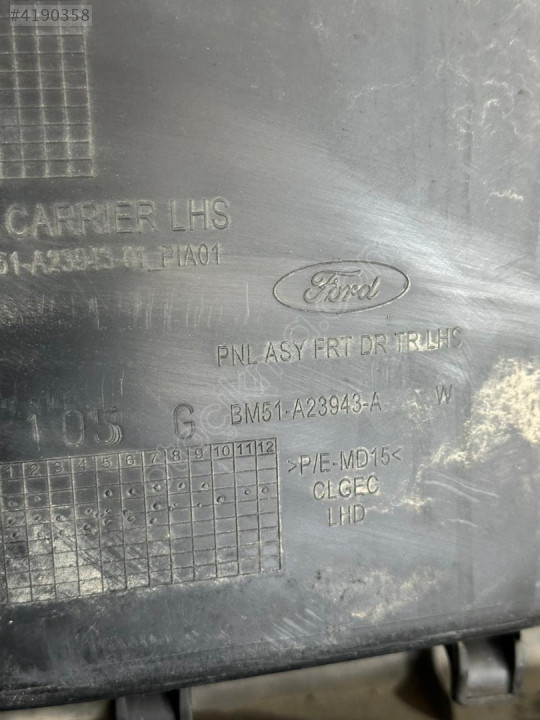 #4190358
CARRIER LHS
51-A23943-01_PIA01
Ford
PNL ASY FRT DR TR LHS
BM51-A23943-A W
105 G
1 2 3 4 5 6 7 8 9 10 11 12
>P/E-MD15<
CLGEC
LHD